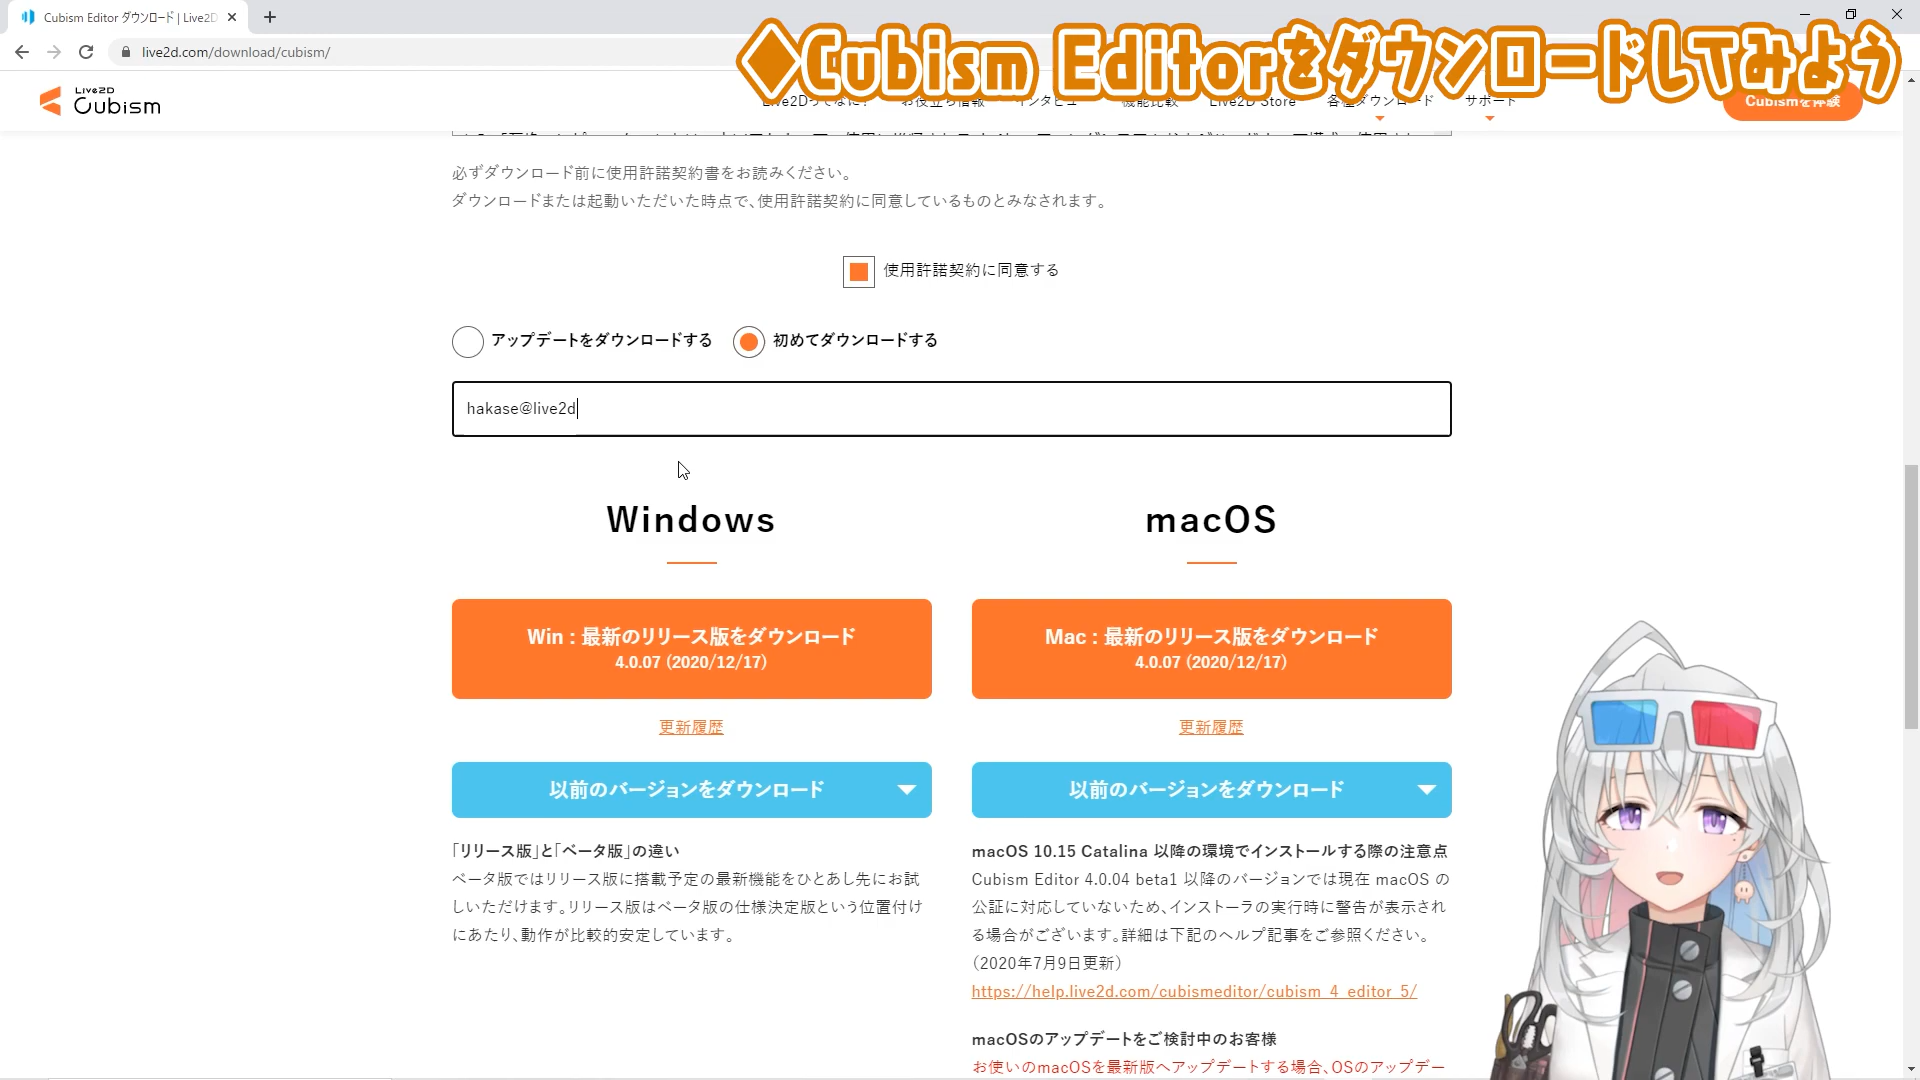 Cubism Editor ダウンロード | Live2D
live2d.com/download/cubism/
◆Cubism Editorをダウンロードしてみよう
Live2D
Cubism
Live2Dってなに? お役立ち情報 インタビュー 機能比較 Live2D Store 各種ダウンロード サポート
Cubismを体験
必ずダウンロード前に使用許諾契約書をお読みください。
ダウンロードまたは起動いただいた時点で、使用許諾契約に同意しているものとみなされます。
使用許諾契約に同意する
アップデートをダウンロードする 初めてダウンロードする
hakase@live2d
Windows
macOS
Win : 最新のリリース版をダウンロード
4.0.07 (2020/12/17)
Mac : 最新のリリース版をダウンロード
4.0.07 (2020/12/17)
更新履歴
更新履歴
以前のバージョンをダウンロード
以前のバージョンをダウンロード
「リリース版」と「ベータ版」の違い
ベータ版ではリリース版に搭載予定の最新機能をひとあし先にお試
しいただけます。リリース版はベータ版の仕様決定版という位置付け
にあたり、動作が比較的安定しています。
macOS 10.15 Catalina 以降の環境でインストールする際の注意点
Cubism Editor 4.0.04 beta1 以降のバージョンでは現在 macOS の
公証に対応していないため、インストーラの実行時に警告が表示され
る場合がございます。詳細は下記のヘルプ記事をご参照ください。
（2020年7月9日更新）
https://help.live2d.com/cubismeditor/cubism_4_editor_5/
macOSのアップデートをご検討中のお客様
お使いのmacOSを最新版へアップデートする場合、OSのアップデー